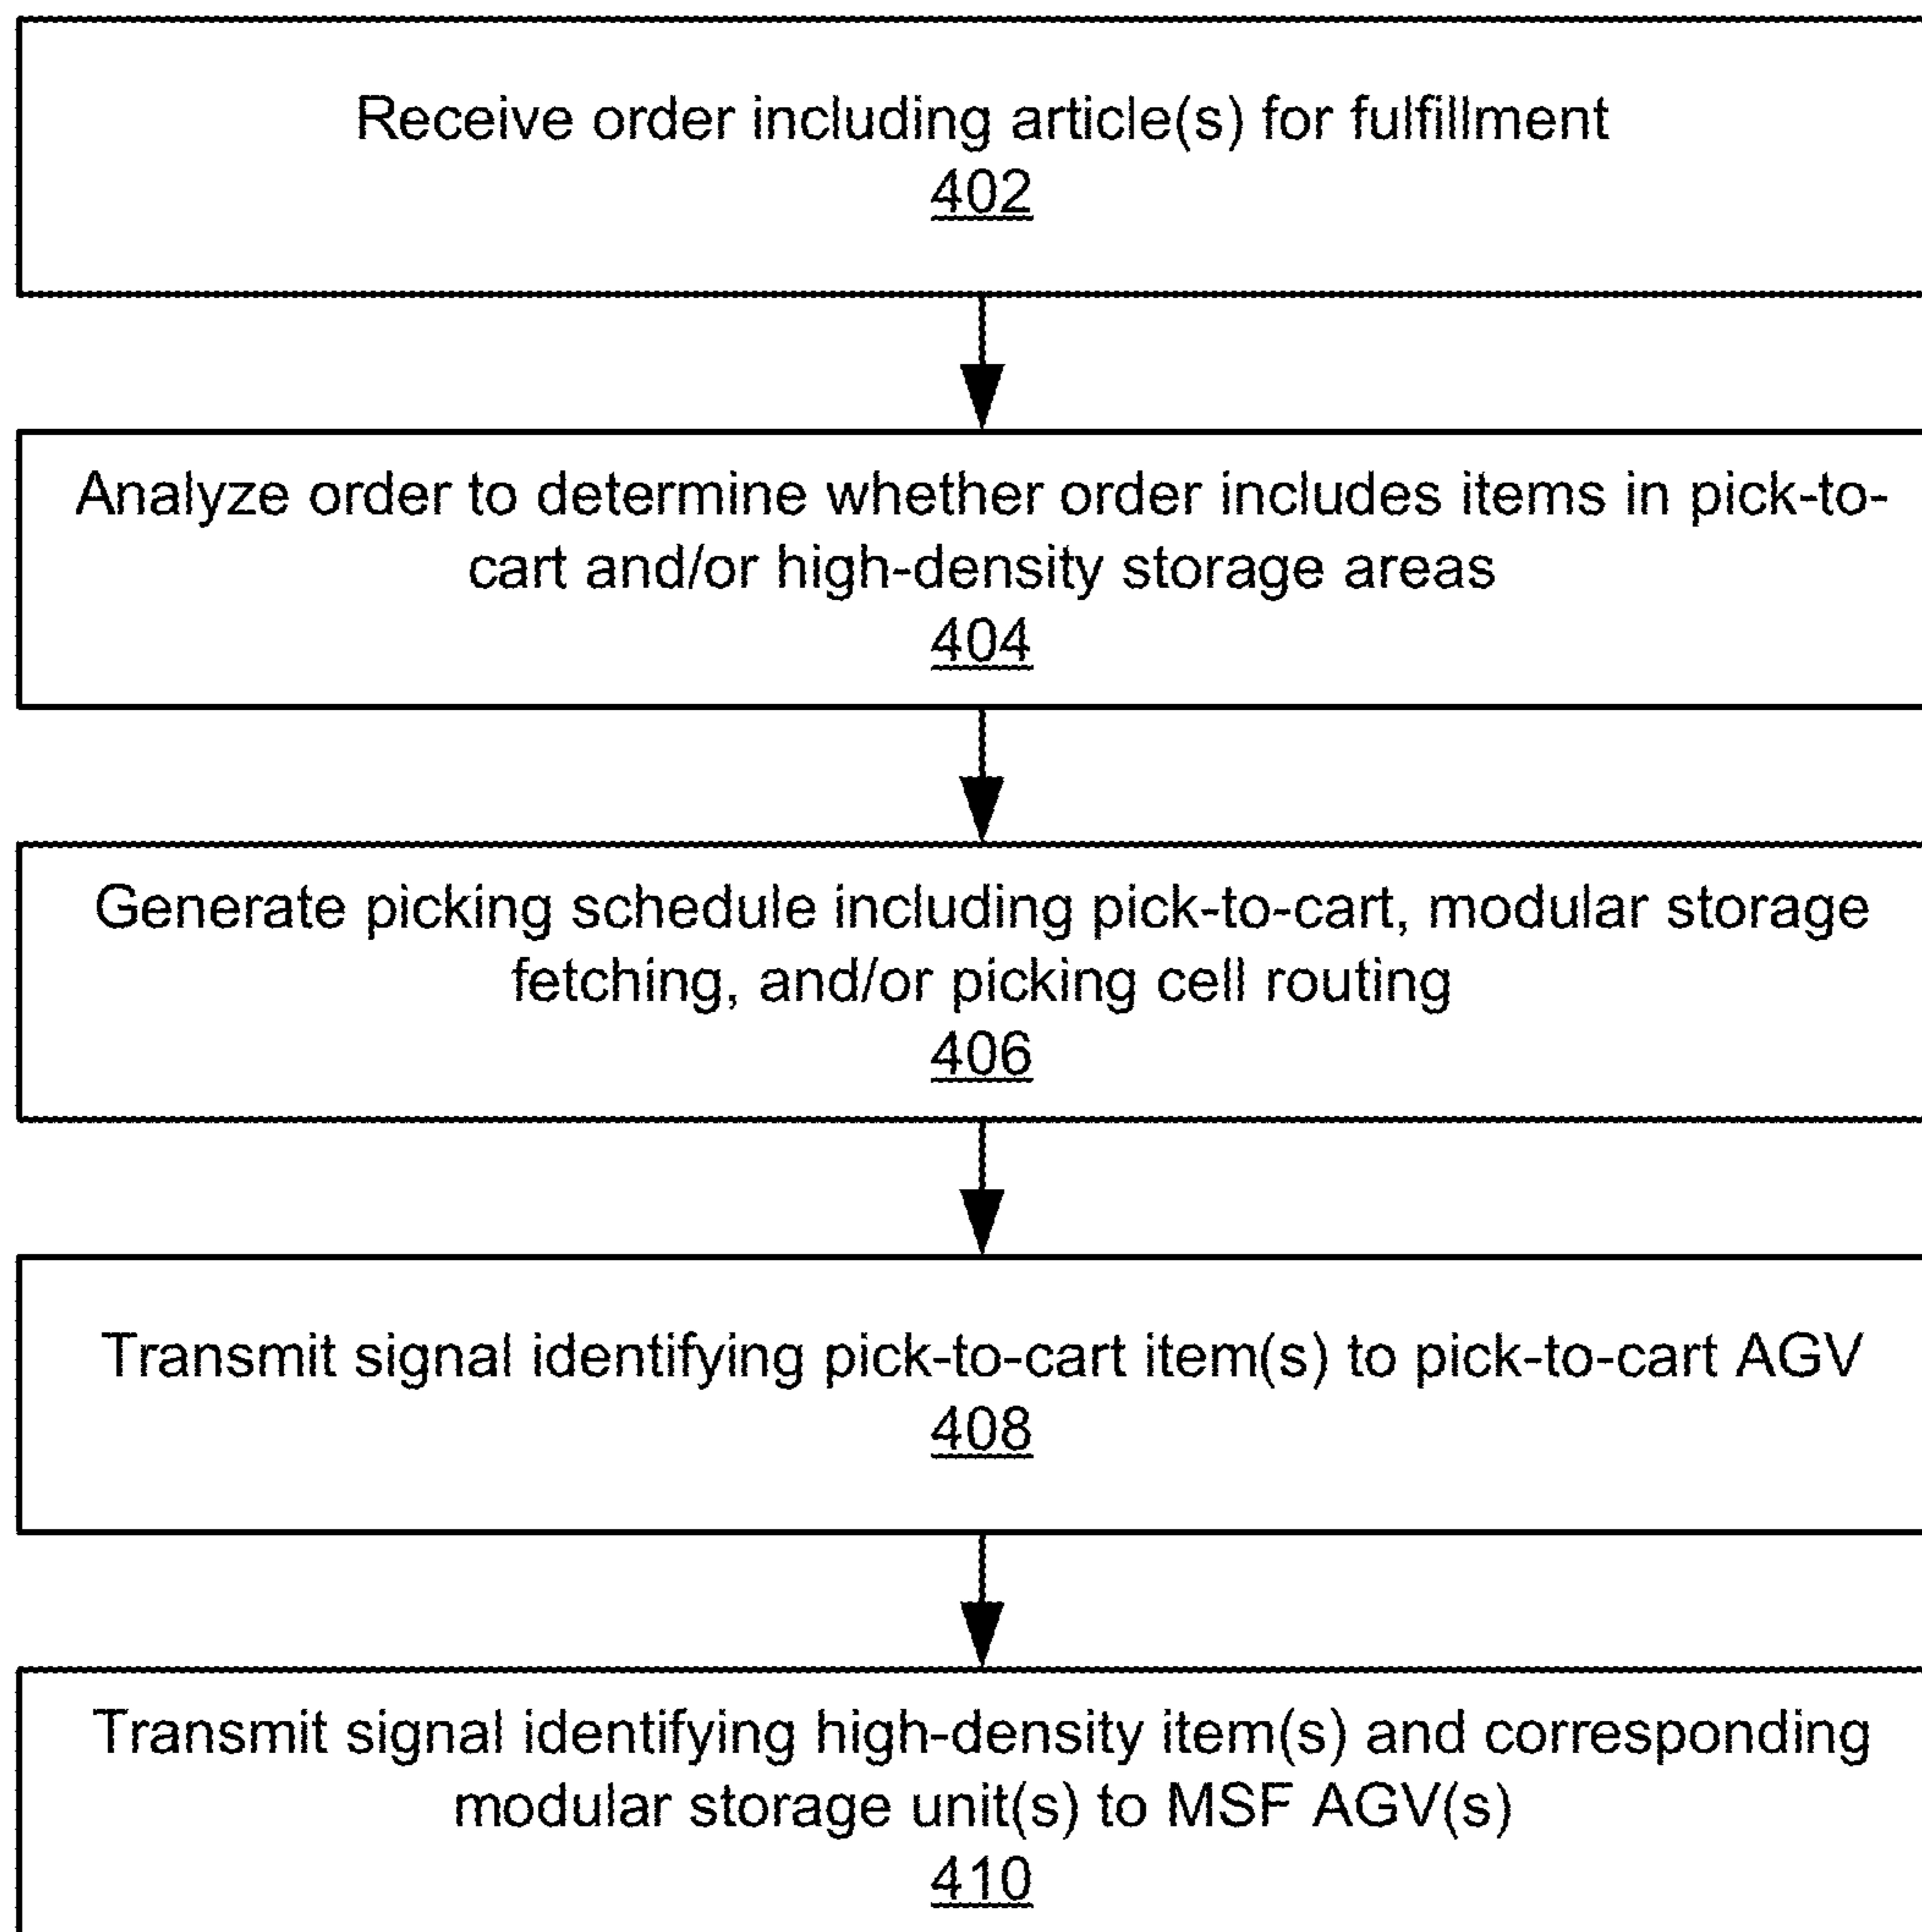 Receive order including article(s) for fulfillment
402
Analyze order to determine whether order includes items in pick-to-
cart and/or high-density storage areas
404
Generate picking schedule including pick-to-cart, modular storage
fetching, and/or picking cell routing
406
Transmit signal identifying pick-to-cart item(s) to pick-to-cart AGV
408
Transmit signal identifying high-density item(s) and corresponding
modular storage unit(s) to MSF AGV(s)
410